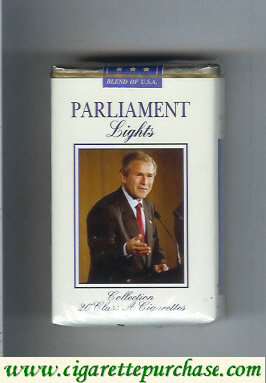 BLEND OF U.S.A.
PARLIAMENT
Lights
Collection
20 Class A Cigarettes
www.cigarettepurchase.com